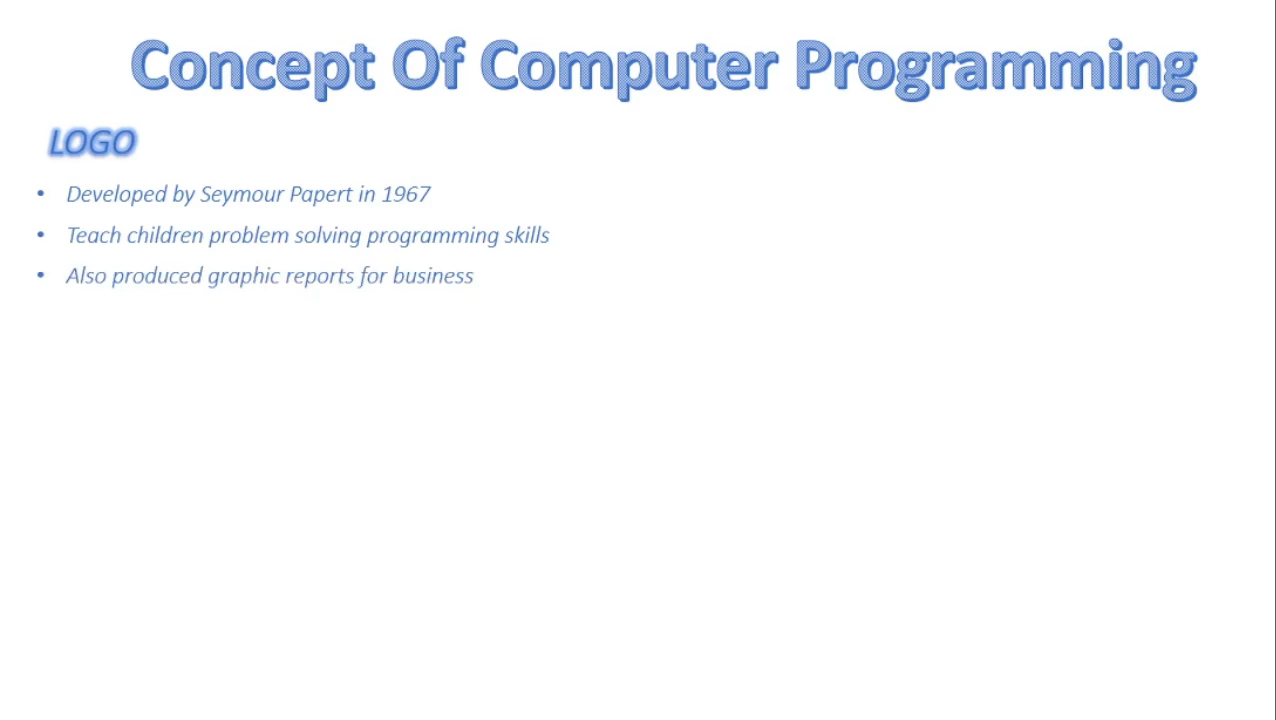 Concept Of Computer Programming
LOGO
• Developed by Seymour Papert in 1967
• Teach children problem solving programming skills
• Also produced graphic reports for business